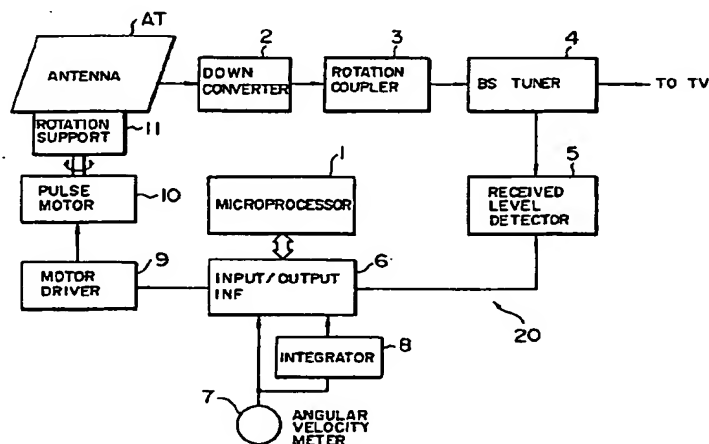 AT
ANTENNA
2
DOWN
CONVERTER
3
ROTATION
COUPLER
4
BS TUNER
TO TV
ROTATION
SUPPORT
11
PULSE
MOTOR
10
1
MICROPROCESSOR
5
RECEIVED
LEVEL
DETECTOR
9
MOTOR
DRIVER
6
INPUT/OUTPUT
INF
20
INTEGRATOR
8
7
ANGULAR
VELOCITY
METER